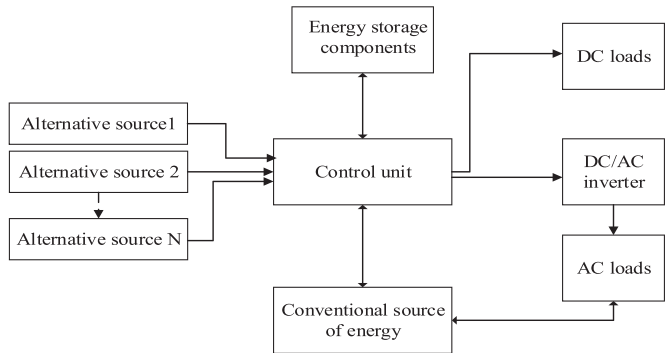 Energy storage
components
DC loads
Alternative source1
Alternative source 2
Alternative source N
Control unit
DC/AC
inverter
AC loads
Conventional source
of energy